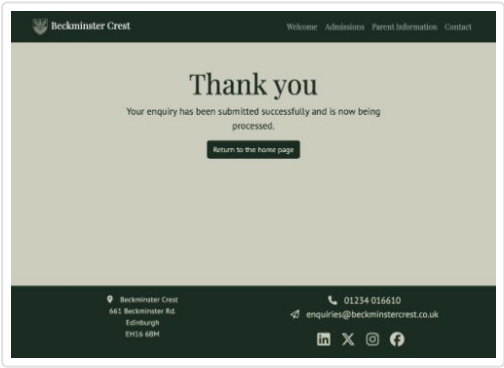 Beckminster Crest
Welcome Admissions Parent Information Contact
Thank you
Your enquiry has been submitted successfully and is now being
processed.
Return to the home page
Beckminster Crest
661 Beckminster Rd.
Edinburgh
EH16 6BM
01234 016610
enquiries@beckminstercrest.co.uk